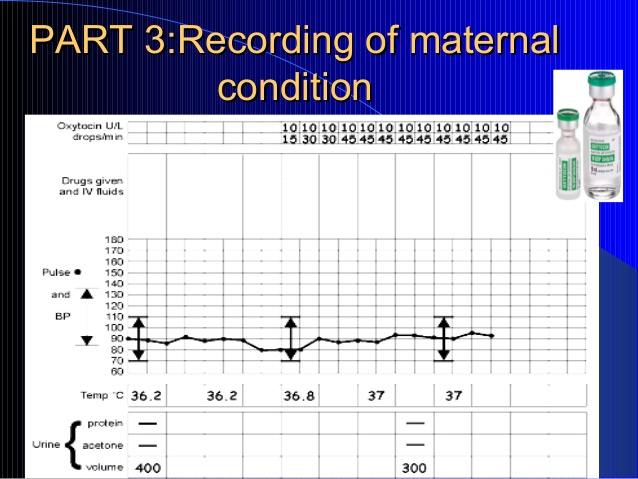 PART 3:Recording of maternal
condition
Oxytocin U/L 10 10 10 10 10 10 10 10 10 10 10 10
drops/min 15 30 30 45 45 45 45 45 45 45 45 45
Drugs given
and IV fluids
180
170
160
Pulse ● 150
140
and 130
120
BP 110
100
90
80
70
60
Temp °C 36.2 36.2 36.8 37 37
protein — —
Urine { acetone — —
volume 400 300